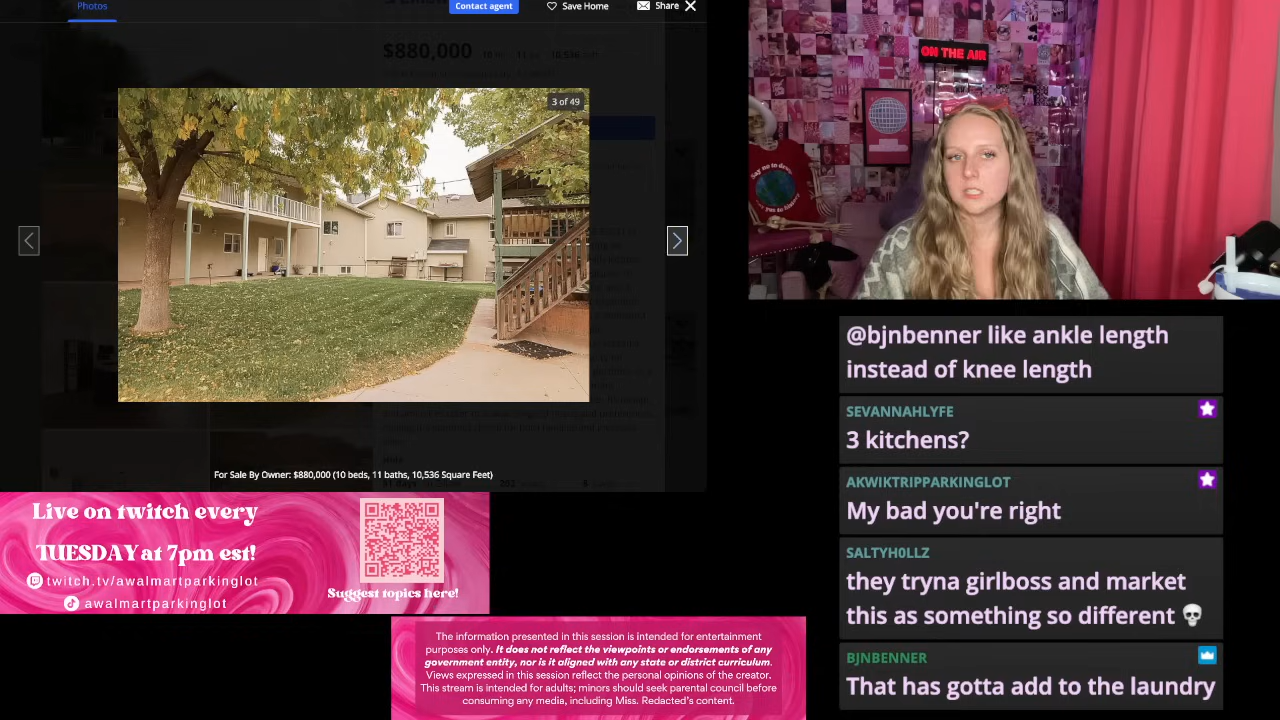 Photos
Contact agent
Save Home
Share
$880,000
3 of 49
For Sale By Owner: $880,000 (10 beds, 11 baths, 10,536 Square Feet)
ON THE AIR
@bjnbenner like ankle length
instead of knee length
SEVANNAHLYFE
3 kitchens?
AKWIKTRIPPARKINGLOT
My bad you're right
SALTYH0LLZ
they tryna girlboss and market
this as something so different 💀
BJNBENNER
That has gotta add to the laundry
Live on twitch every
TUESDAY at 7pm est!
twitch.tv/awalmartparkinglot
awalmartparkinglot
Suggest topics here!
The information presented in this session is intended for entertainment
purposes only. It does not reflect the viewpoints or endorsements of any
government entity, nor is it aligned with any state or district curriculum.
Views expressed in this session reflect the personal opinions of the creator.
This stream is intended for adults; minors should seek parental council before
consuming any media, including Miss. Redacted's content.